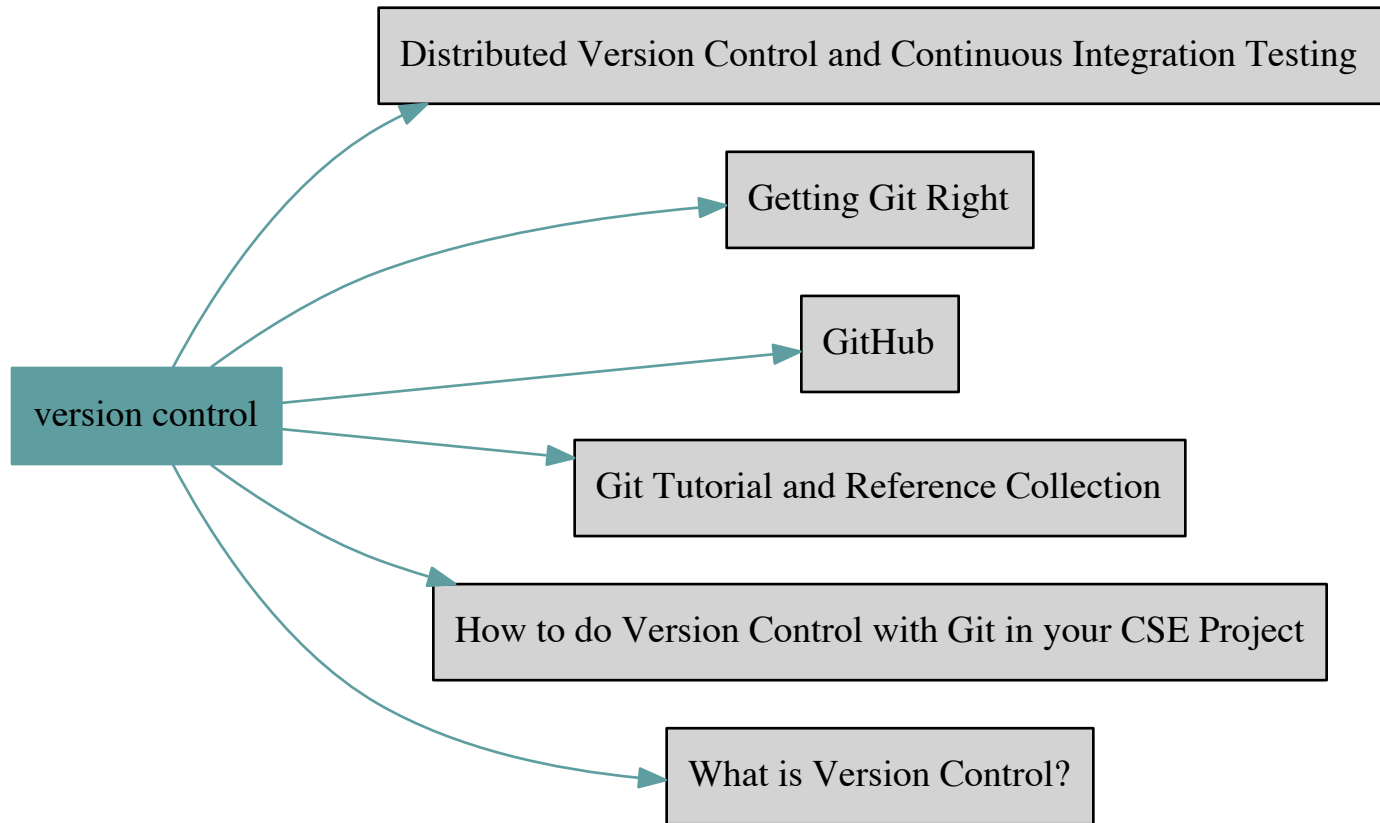 Distributed Version Control and Continuous Integration Testing
Getting Git Right
GitHub
version control
Git Tutorial and Reference Collection
How to do Version Control with Git in your CSE Project
What is Version Control?